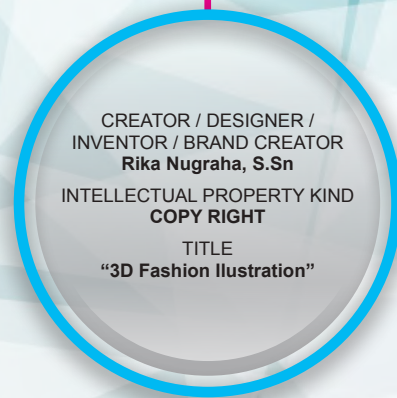 CREATOR / DESIGNER /
INVENTOR / BRAND CREATOR
Rika Nugraha, S.Sn
INTELLECTUAL PROPERTY KIND
COPY RIGHT
TITLE
“3D Fashion Ilustration”